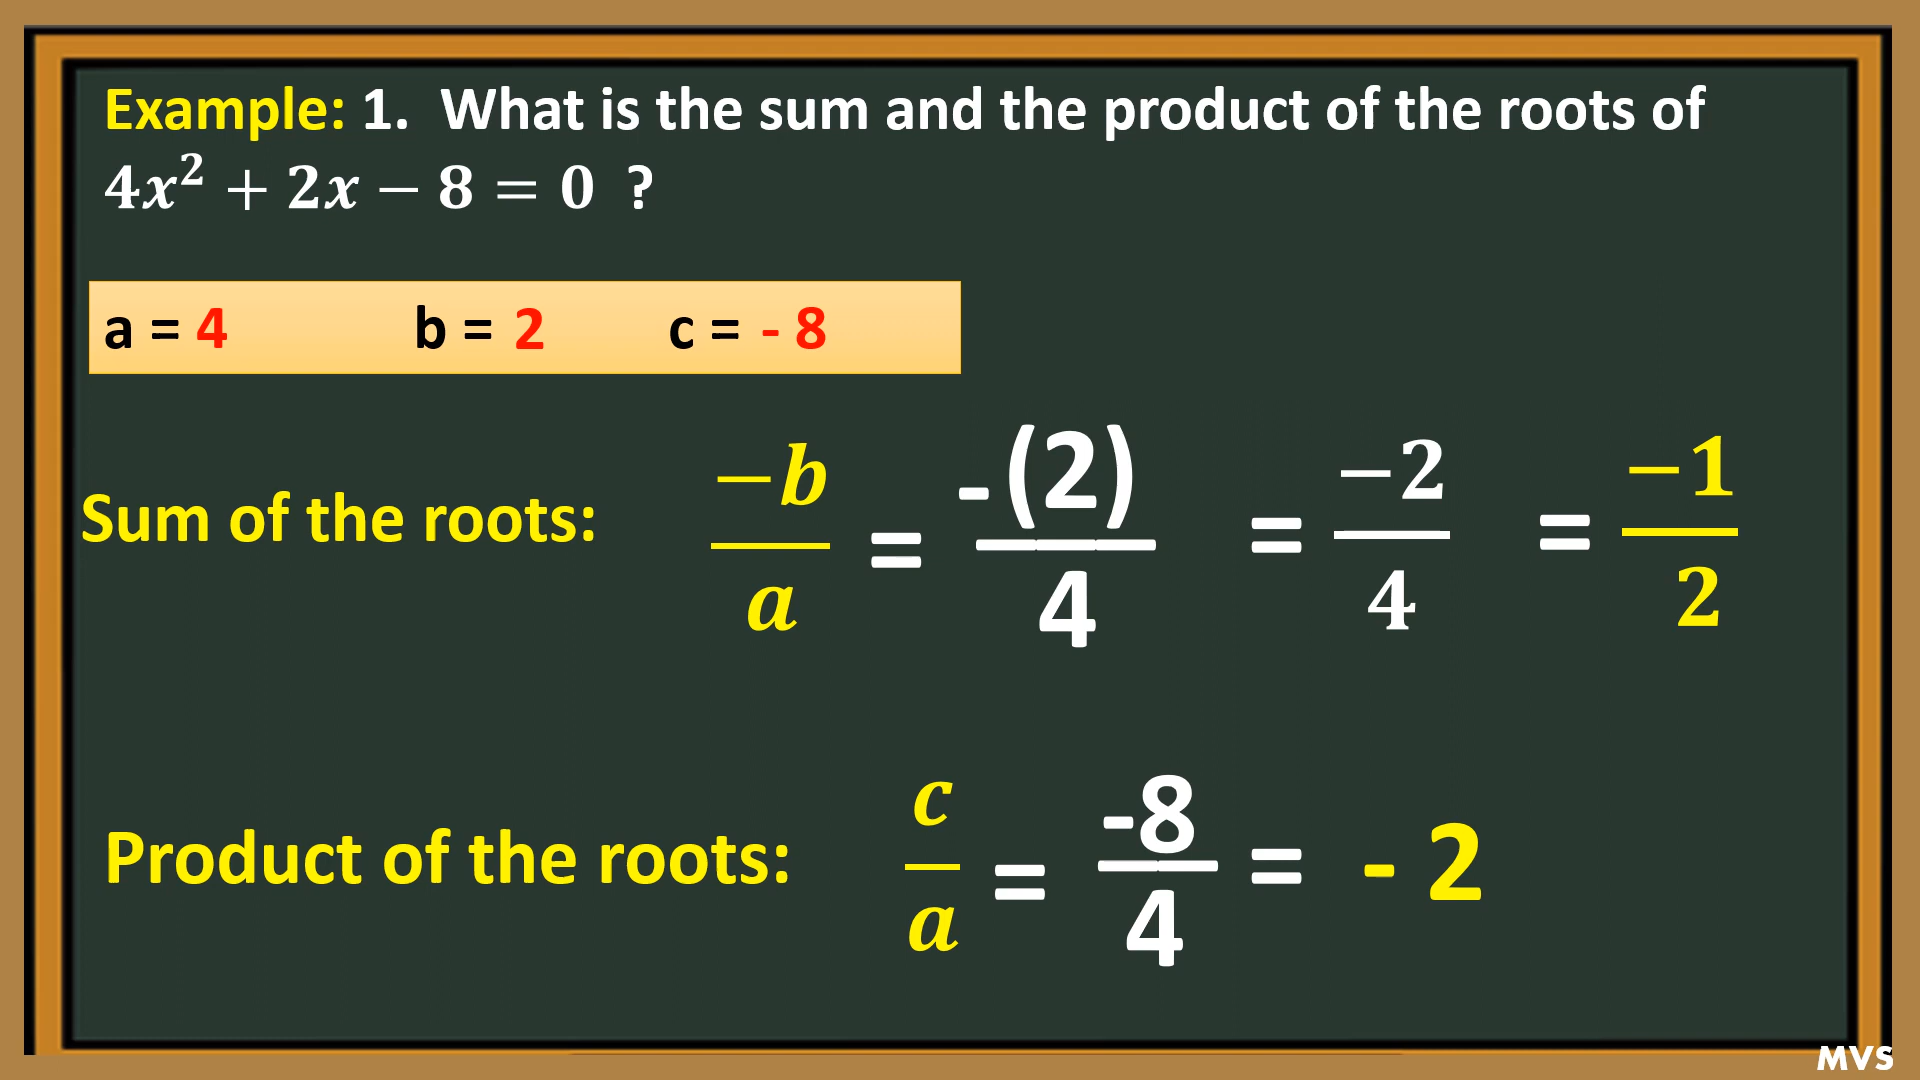 Example: 1. What is the sum and the product of the roots of
4x² + 2x − 8 = 0 ?
a = 4 b = 2 c = - 8
Sum of the roots: −b/a = -(2)/4 = −2/4 = −1/2
Product of the roots: c/a = -8/4 = - 2
MVS